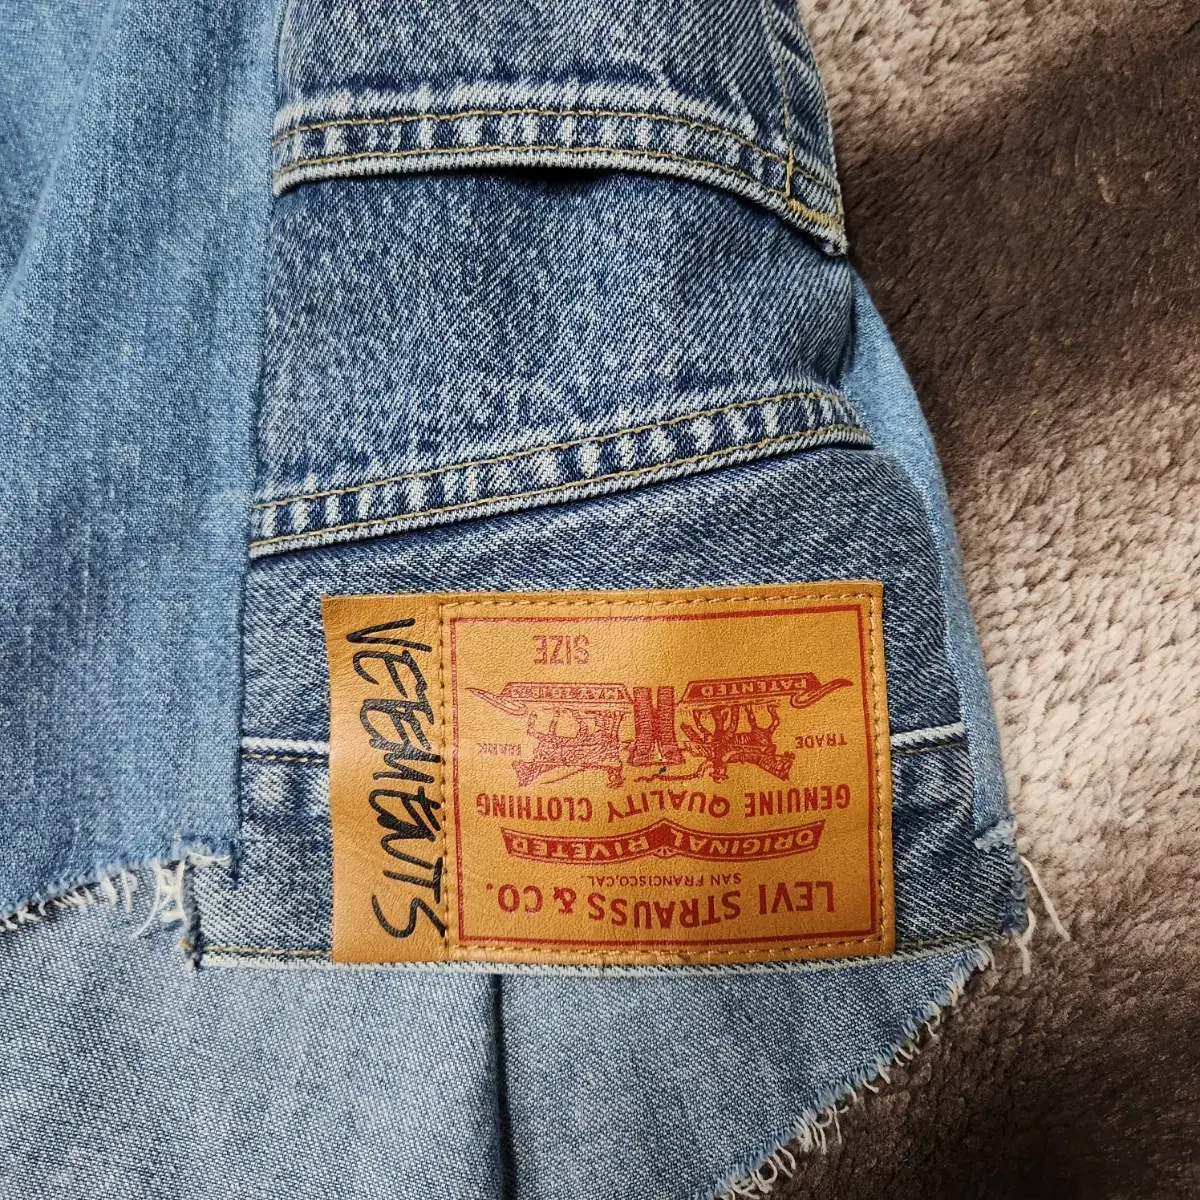 VETEMENTS
LEVI STRAUSS & CO.
SAN FRANCISCO, CAL.
ORIGINAL RIVETED
GENUINE QUALITY CLOTHING
TRADE MARK
PATENTED
SIZE